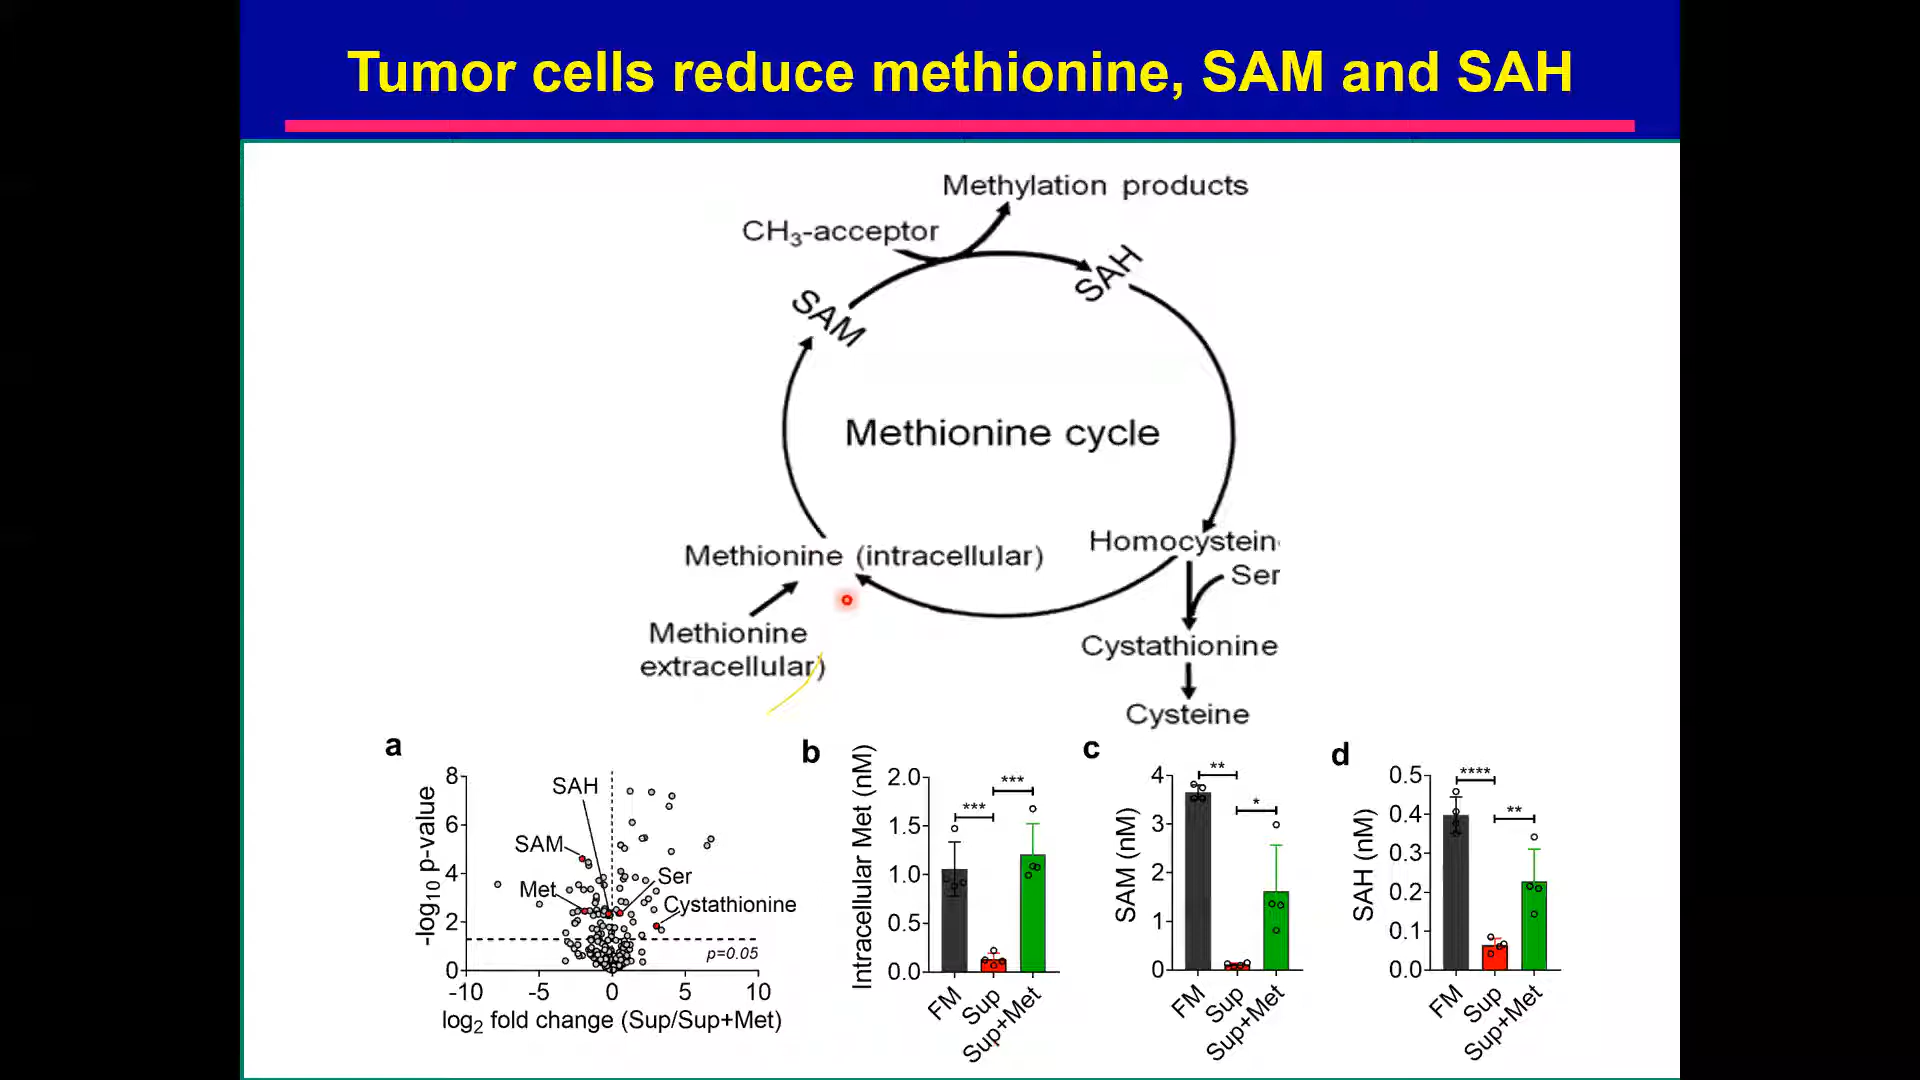 Tumor cells reduce methionine, SAM and SAH
Methylation products
CH₃-acceptor
SAH
SAM
Methionine cycle
Methionine (intracellular)
Homocystein
Ser
Methionine
extracellular)
Cystathionine
Cysteine
a
-log₁₀ p-value
8
6
4
2
0
SAH
SAM
Met
Ser
Cystathionine
p=0.05
-10 -5 0 5 10
log₂ fold change (Sup/Sup+Met)
b
Intracellular Met (nM)
2.0
1.5
1.0
0.5
0.0
***
***
FM
Sup
Sup+Met
c
SAM (nM)
4
3
2
1
0
**
*
FM
Sup
Sup+Met
d
SAH (nM)
0.5
0.4
0.3
0.2
0.1
0.0
****
**
FM
Sup
Sup+Met